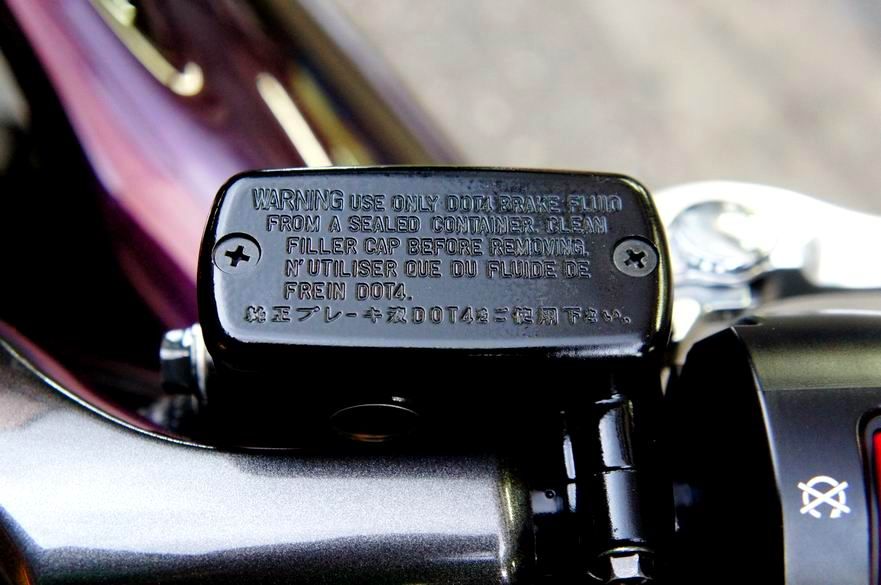 WARNING USE ONLY DOT4 BRAKE FLUID
FROM A SEALED CONTAINER. CLEAN
FILLER CAP BEFORE REMOVING.
N'UTILISER QUE DU FLUIDE DE
FREIN DOT4.
純正ブレーキ液DOT4をご使用下さい。